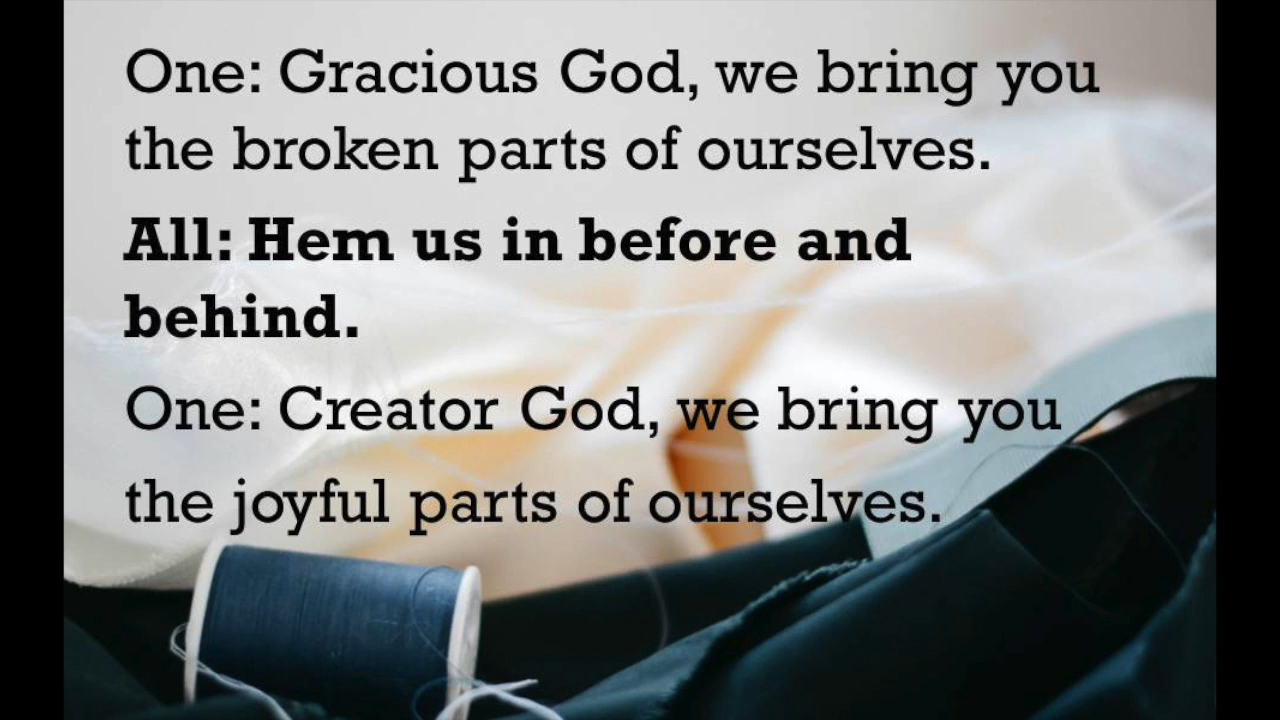 One: Gracious God, we bring you
the broken parts of ourselves.
All: Hem us in before and
behind.
One: Creator God, we bring you
the joyful parts of ourselves.